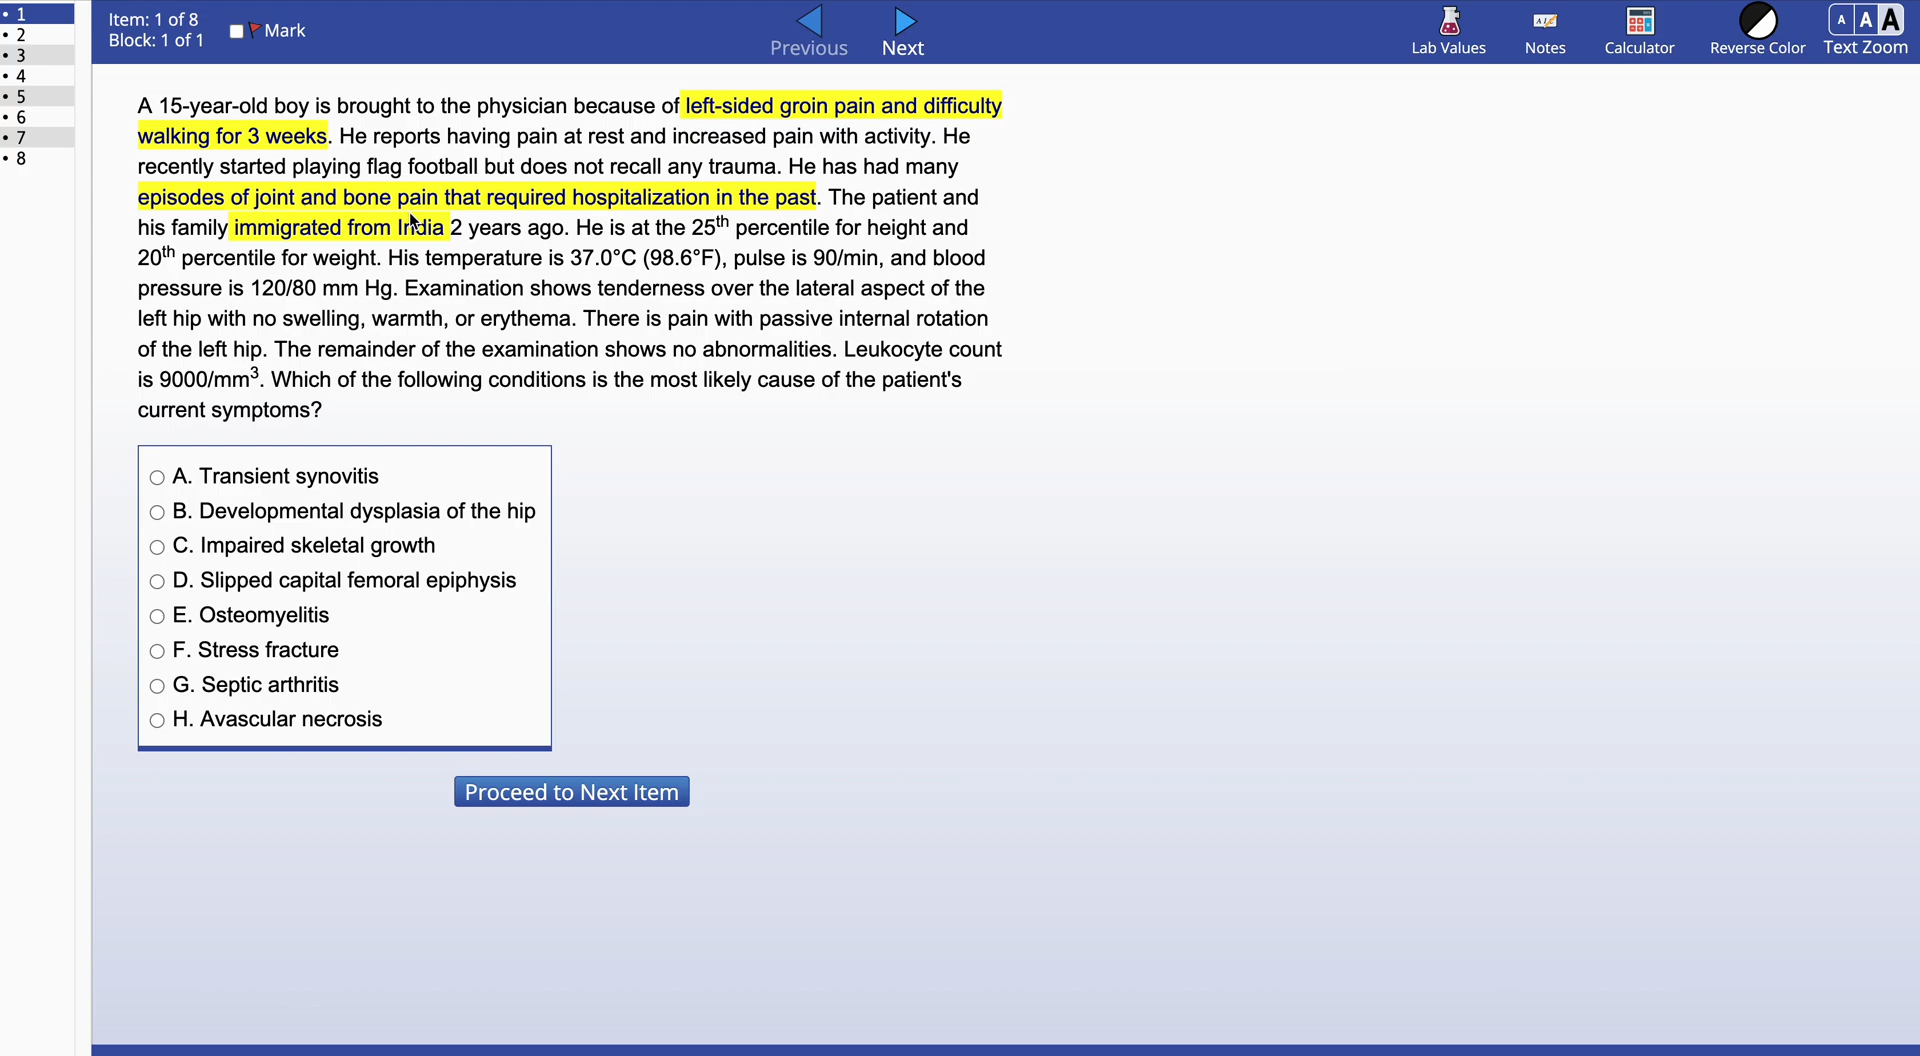 • 1
• 2
• 3
• 4
• 5
• 6
• 7
• 8
Item: 1 of 8
Block: 1 of 1
Mark
Previous
Next
Lab Values
Notes
Calculator
Reverse Color
A A A
Text Zoom
A 15-year-old boy is brought to the physician because of left-sided groin pain and difficulty
walking for 3 weeks. He reports having pain at rest and increased pain with activity. He
recently started playing flag football but does not recall any trauma. He has had many
episodes of joint and bone pain that required hospitalization in the past. The patient and
his family immigrated from India 2 years ago. He is at the 25th percentile for height and
20th percentile for weight. His temperature is 37.0°C (98.6°F), pulse is 90/min, and blood
pressure is 120/80 mm Hg. Examination shows tenderness over the lateral aspect of the
left hip with no swelling, warmth, or erythema. There is pain with passive internal rotation
of the left hip. The remainder of the examination shows no abnormalities. Leukocyte count
is 9000/mm³. Which of the following conditions is the most likely cause of the patient's
current symptoms?
A. Transient synovitis
B. Developmental dysplasia of the hip
C. Impaired skeletal growth
D. Slipped capital femoral epiphysis
E. Osteomyelitis
F. Stress fracture
G. Septic arthritis
H. Avascular necrosis
Proceed to Next Item